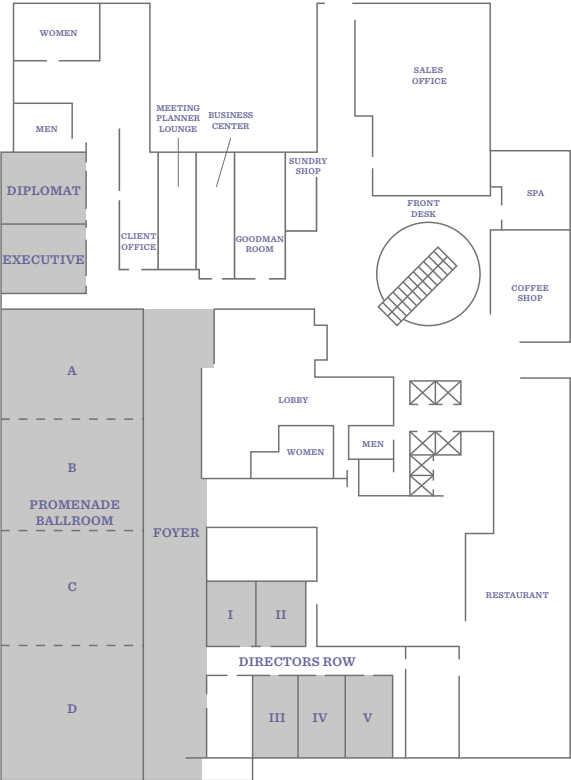 WOMEN
SALES
OFFICE
MEETING
PLANNER
LOUNGE
BUSINESS
CENTER
MEN
SUNDRY
SHOP
DIPLOMAT
SPA
FRONT
DESK
CLIENT
OFFICE
GOODMAN
ROOM
EXECUTIVE
COFFEE
SHOP
A
LOBBY
MEN
WOMEN
B
PROMENADE
BALLROOM
FOYER
C
RESTAURANT
I
II
DIRECTORS ROW
D
III
IV
V